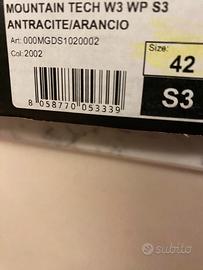 MOUNTAIN TECH W3 WP S3
ANTRACITE/ARANCIO
Art: 000MGDS1020002
Col: 2002
Size:
42
S3
8 058770 053339
subito